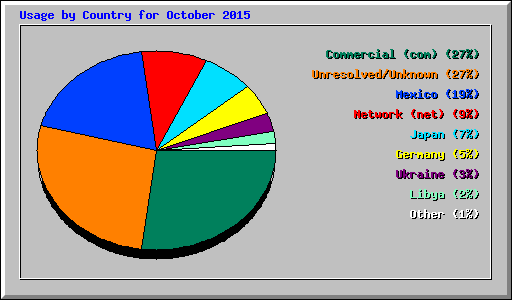 Usage by Country for October 2015
Commercial (com) (27%)
Unresolved/Unknown (27%)
Mexico (19%)
Network (net) (9%)
Japan (7%)
Germany (5%)
Ukraine (3%)
Libya (2%)
Other (1%)